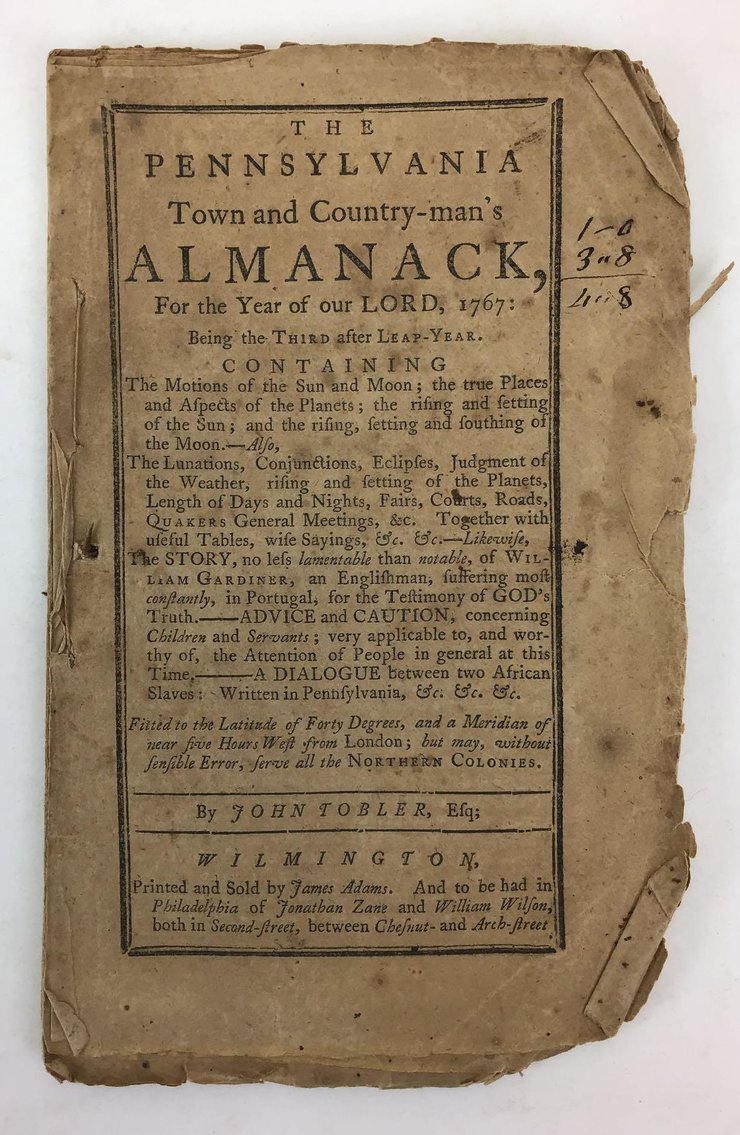 THE
PENNSYLVANIA
Town and Country-man's
ALMANACK,
For the Year of our LORD, 1767:
Being the THIRD after LEAP-YEAR.
CONTAINING
The Motions of the Sun and Moon; the true Places
and Aſpects of the Planets; the riſing and ſetting
of the Sun; and the riſing, ſetting and ſouthing of
the Moon.—Alſo,
The Lunations, Conjunctions, Eclipſes, Judgment of
the Weather, riſing and ſetting of the Planets,
Length of Days and Nights, Fairs, Courts, Roads,
QUAKERS General Meetings, &c. Together with
uſeful Tables, wiſe Sayings, &c. &c.—Likewiſe,
The STORY, no leſs lamentable than notable, of WIL-
LIAM GARDINER, an Engliſhman, ſuffering moſt
conſtantly, in Portugal, for the Teſtimony of GOD's
Truth.——ADVICE and CAUTION, concerning
Children and Servants; very applicable to, and wor-
thy of, the Attention of People in general at this
Time.———A DIALOGUE between two African
Slaves: Written in Pennſylvania, &c. &c. &c.
Fitted to the Latitude of Forty Degrees, and a Meridian of
near five Hours Weſt from London; but may, without
ſenſible Error, ſerve all the NORTHERN COLONIES.
By JOHN TOBLER, Eſq;
WILMINGTON,
Printed and Sold by James Adams. And to be had in
Philadelphia of Jonathan Zane and William Wilſon,
both in Second-ſtreet, between Cheſnut- and Arch-ſtreet
1-0
3"8
4"8